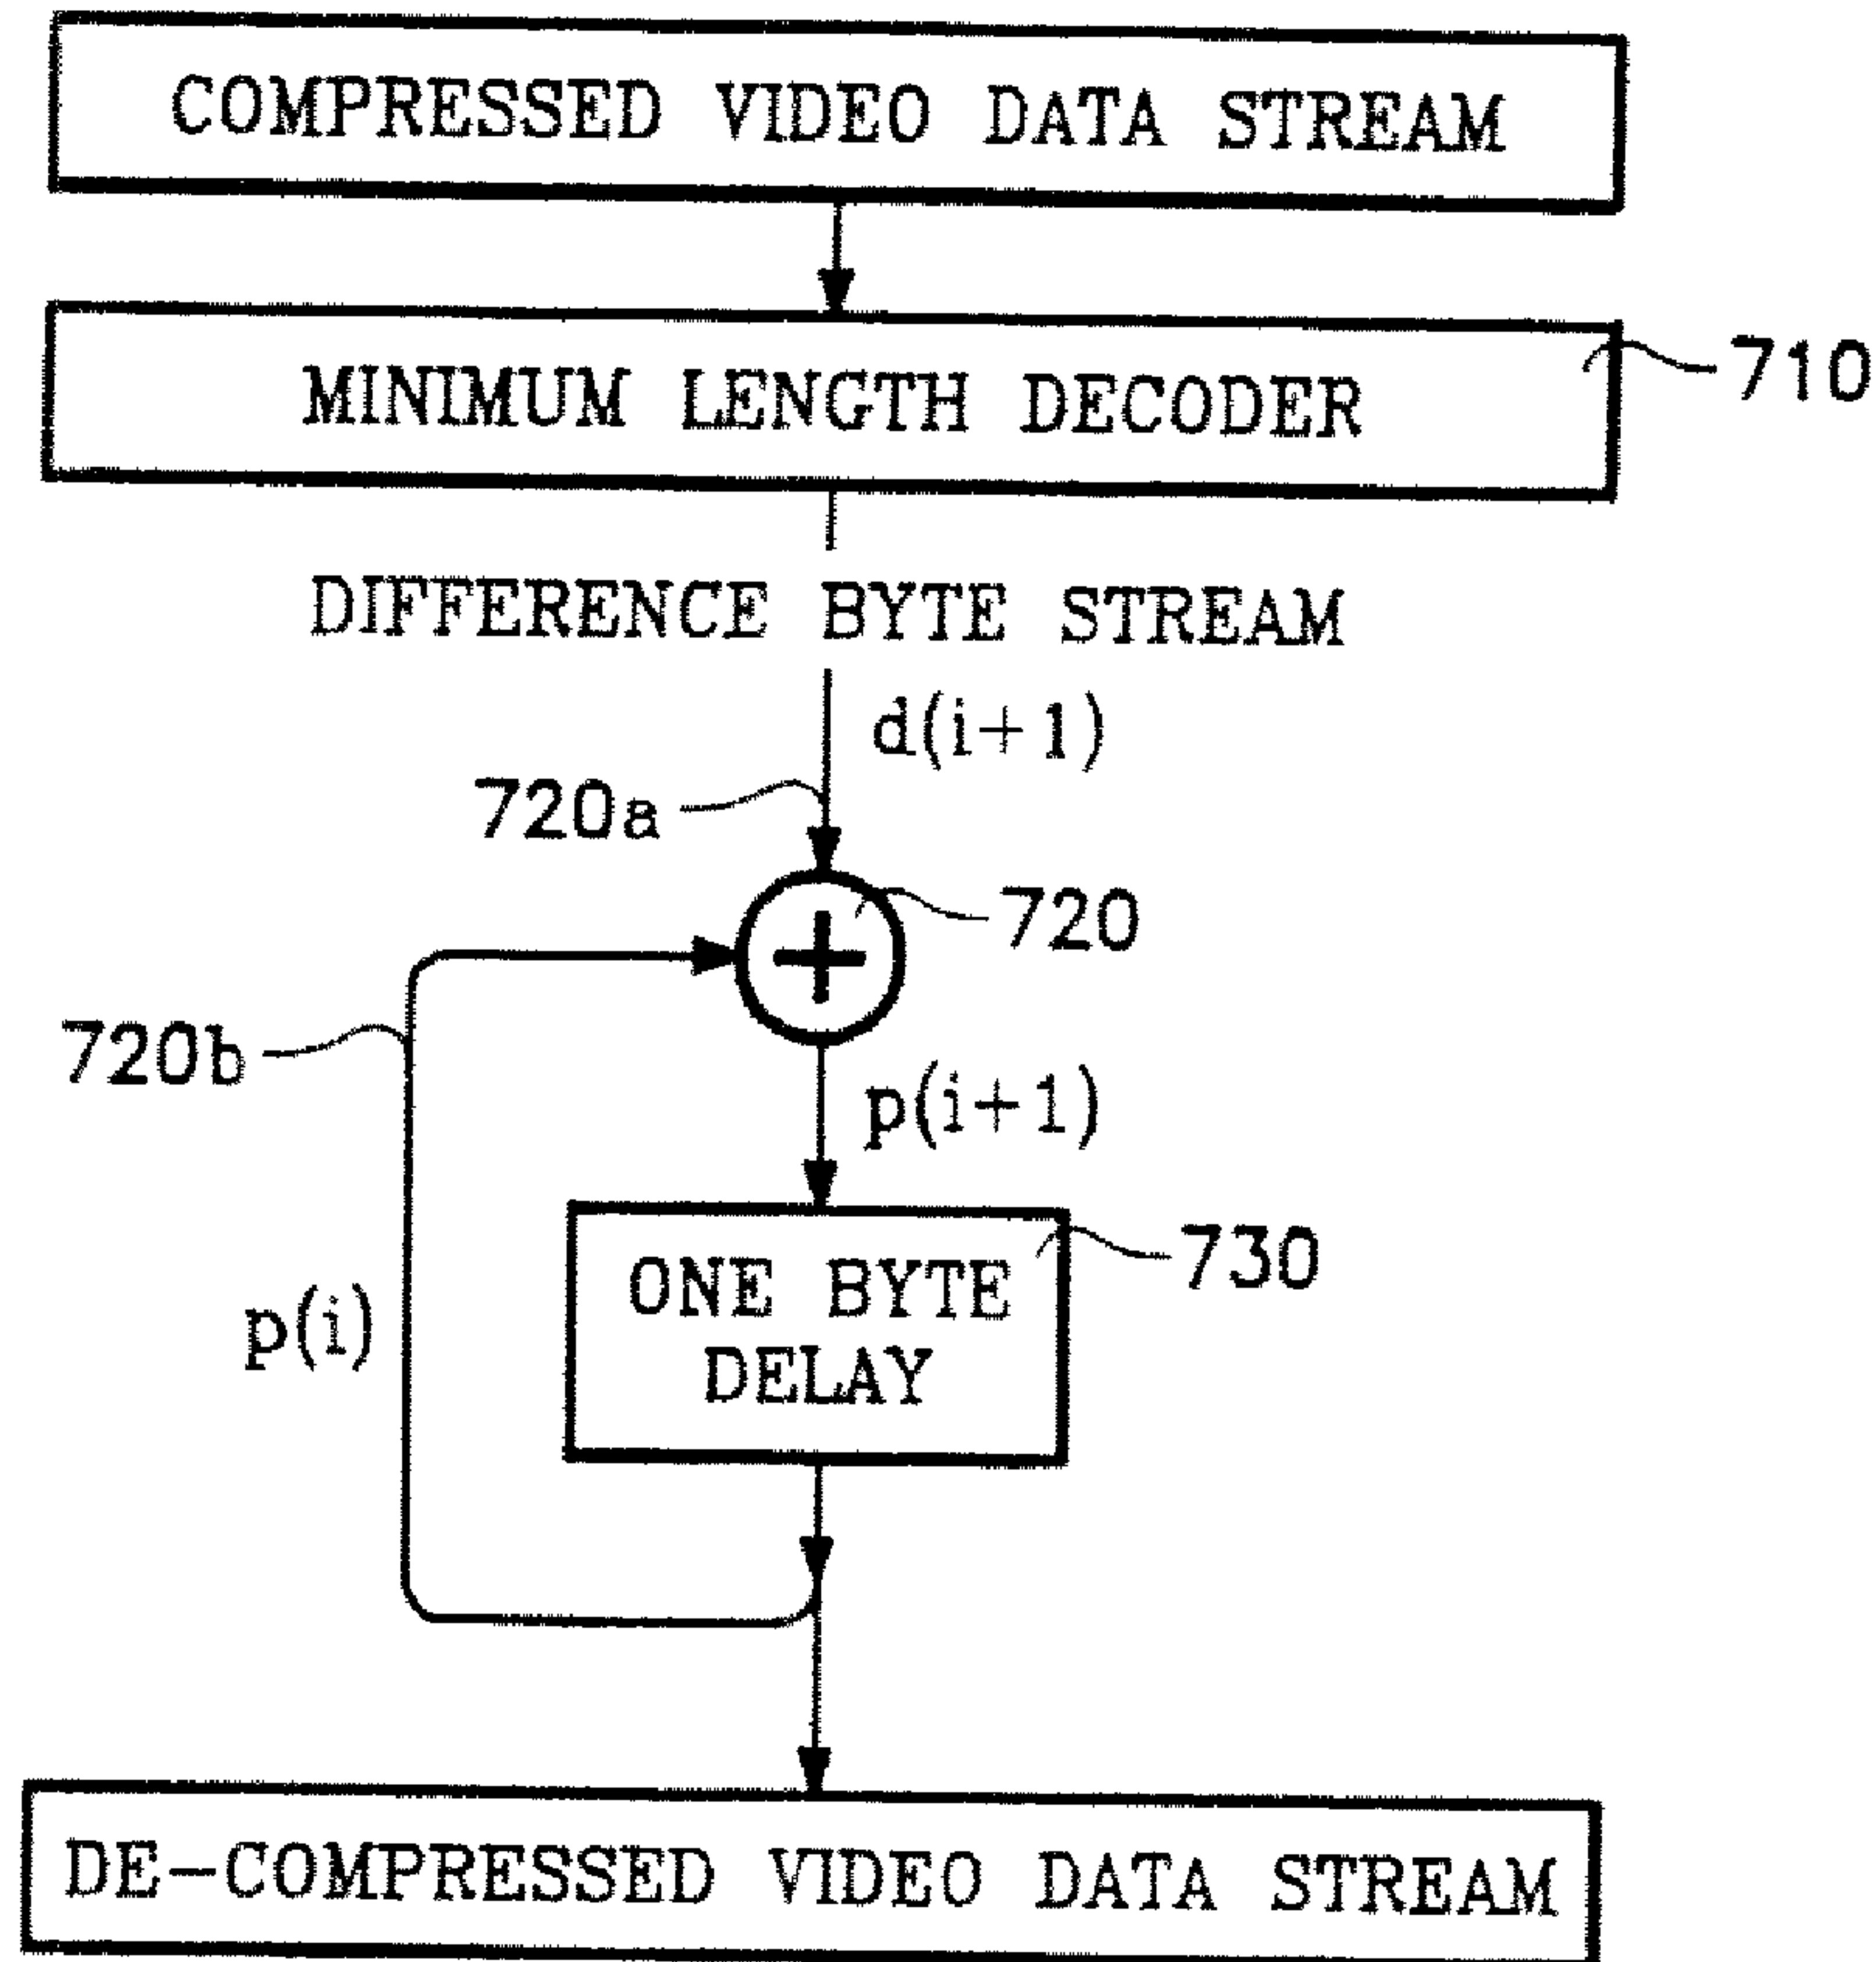 COMPRESSED VIDEO DATA STREAM
MINIMUM LENGTH DECODER
710
DIFFERENCE BYTE STREAM
d(i+1)
720a
720
720b
p(i+1)
730
ONE BYTE
DELAY
p(i)
DE-COMPRESSED VIDEO DATA STREAM